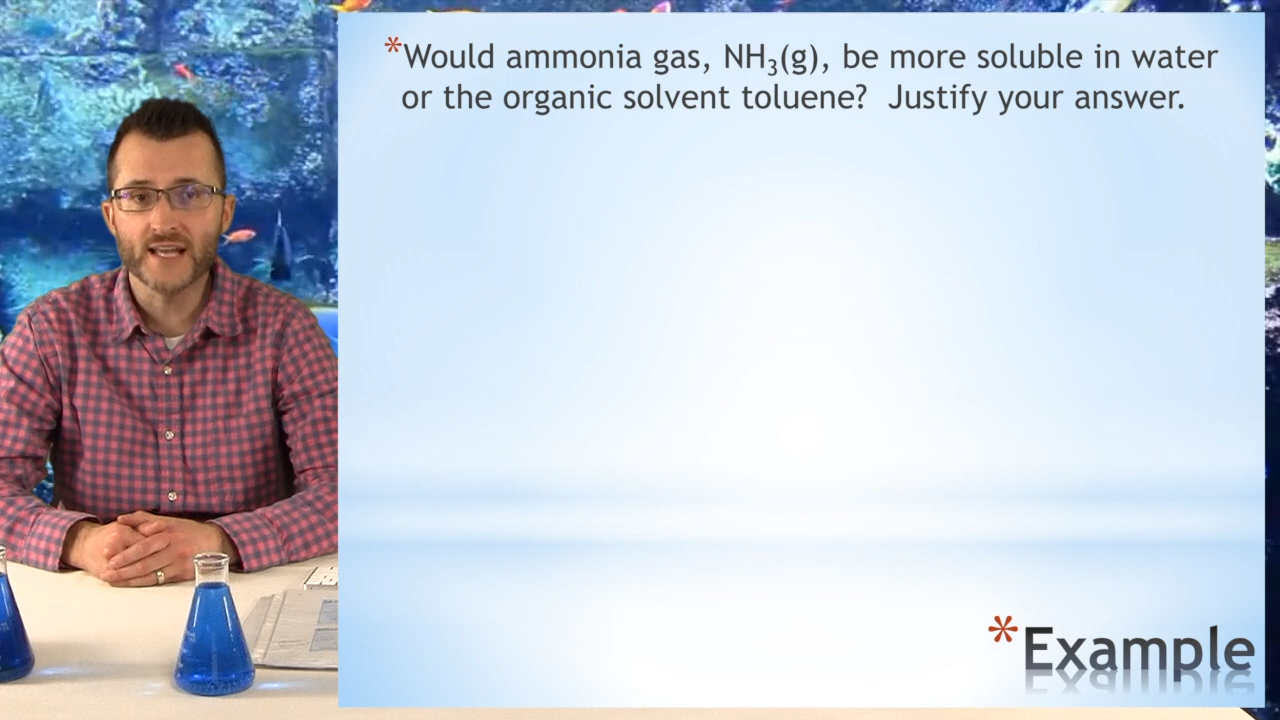 *Would ammonia gas, NH₃(g), be more soluble in water
or the organic solvent toluene?  Justify your answer.
*Example